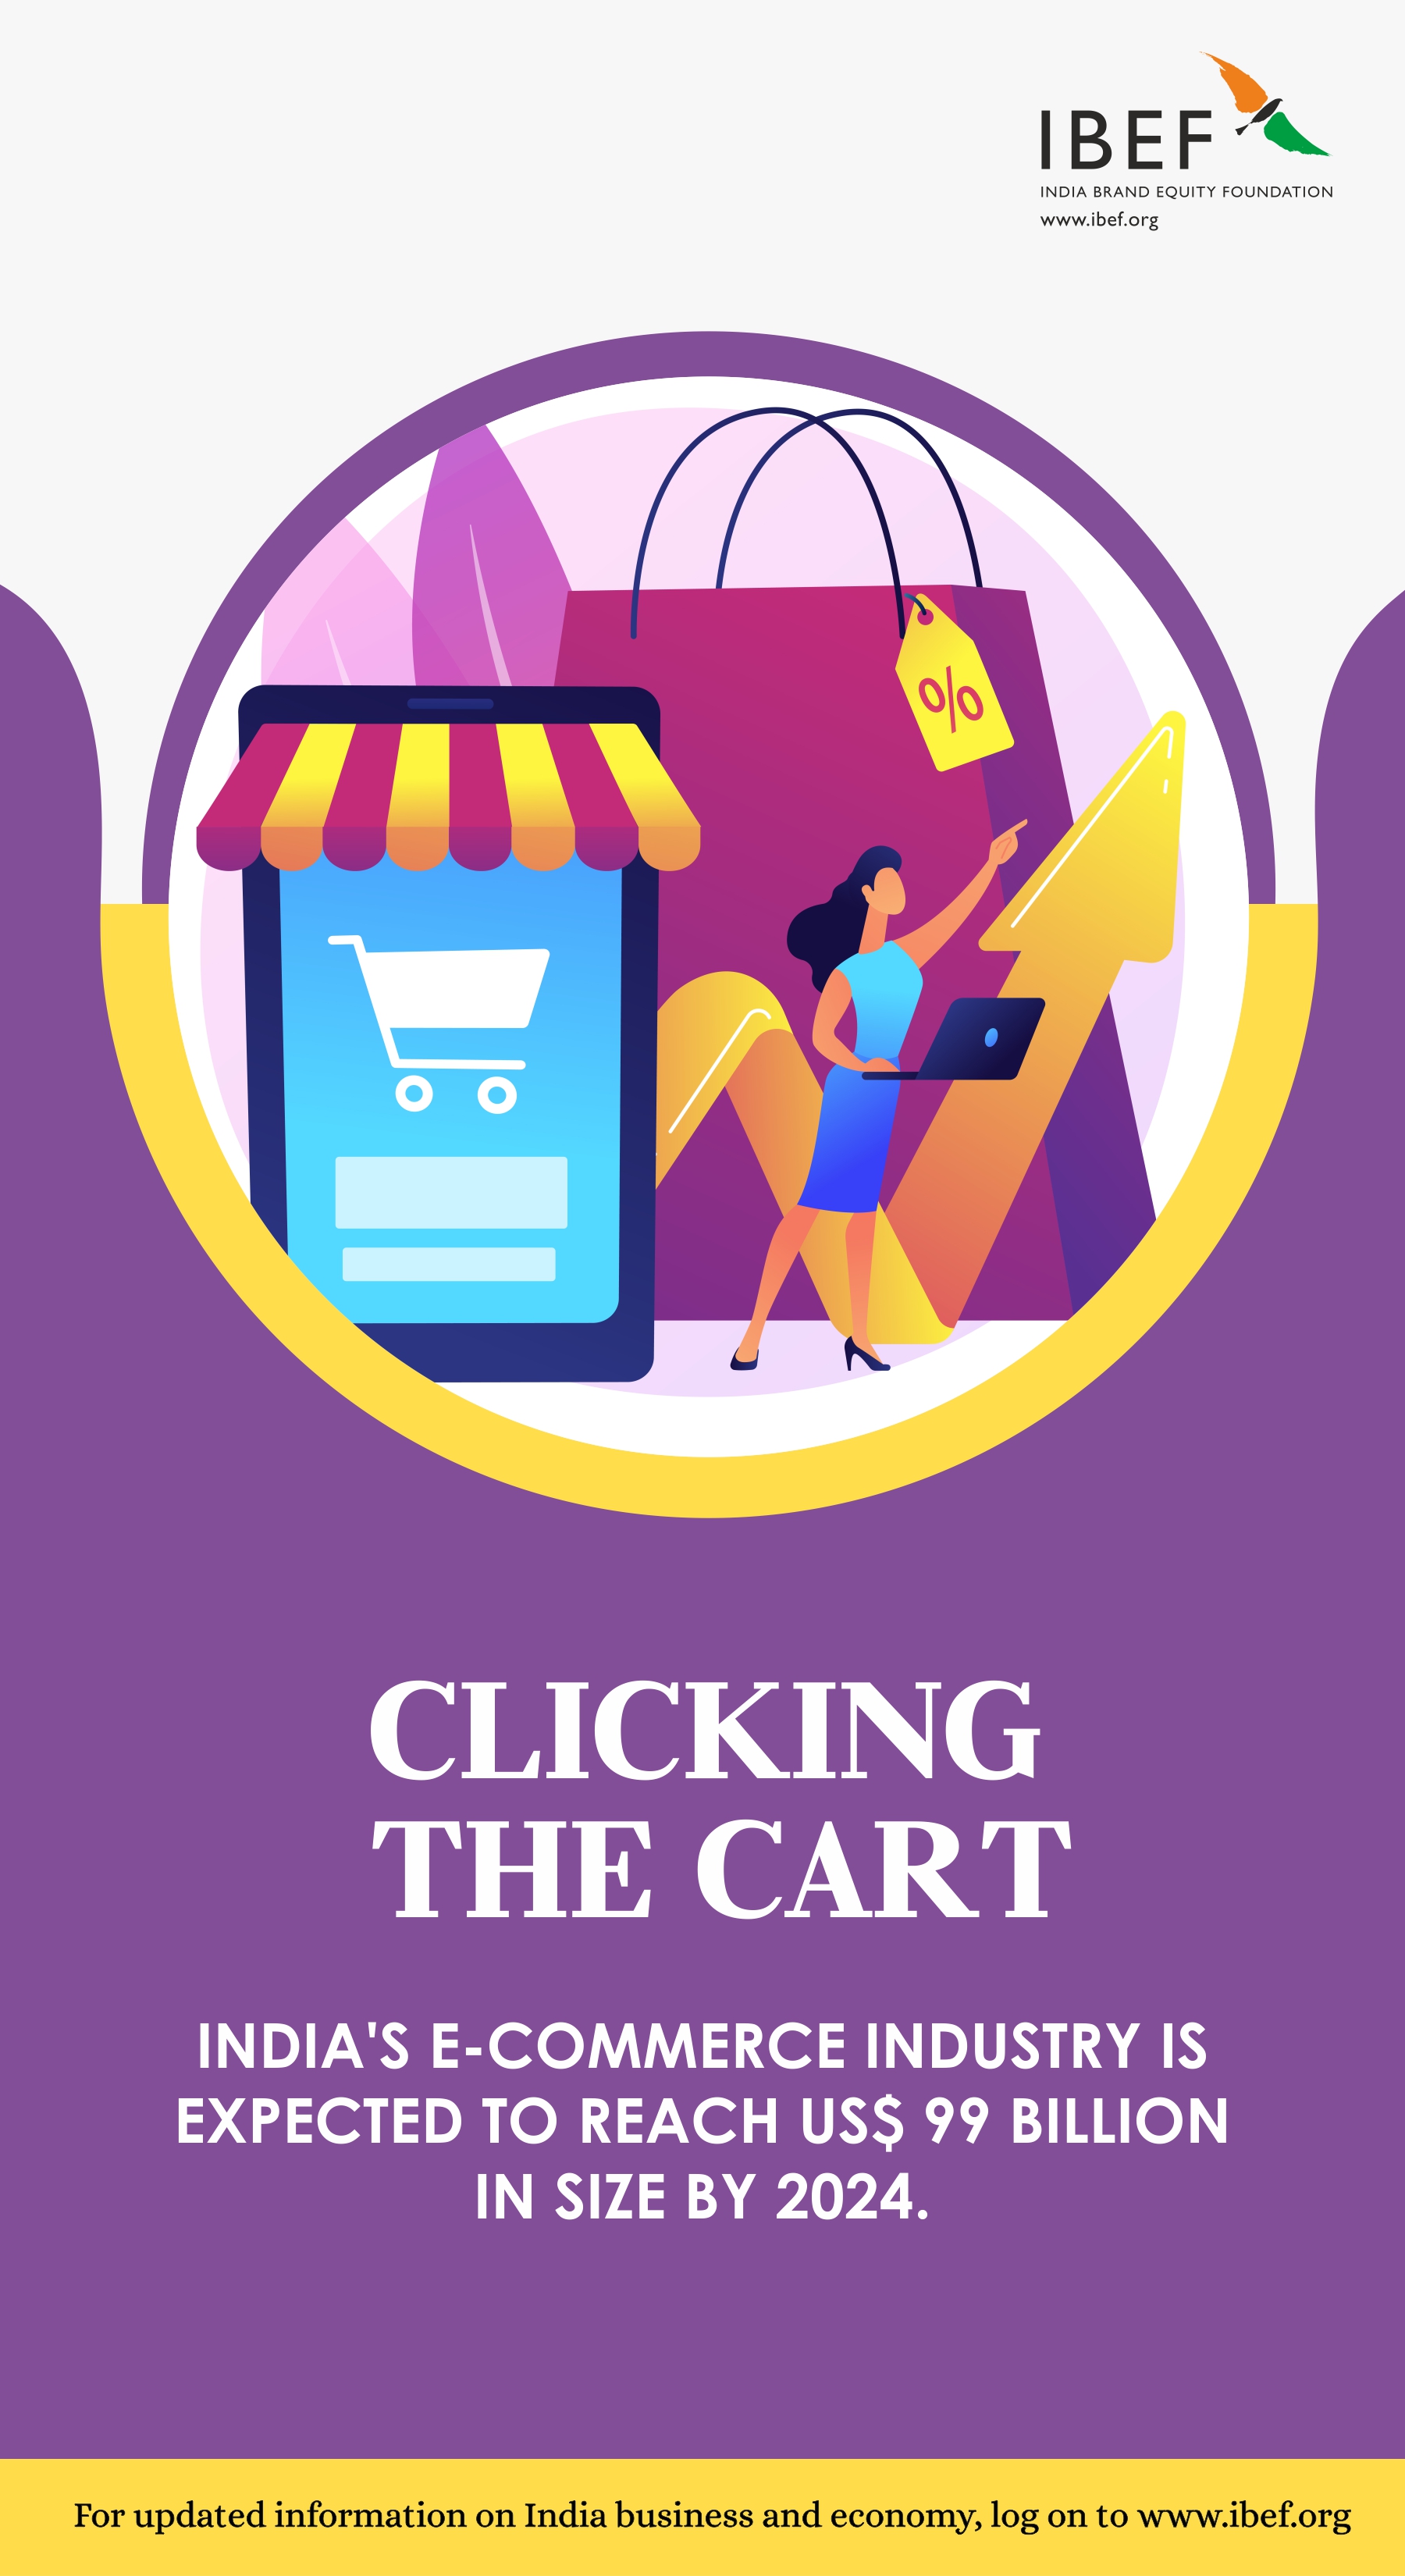 IBEF
INDIA BRAND EQUITY FOUNDATION
www.ibef.org
%
CLICKING
THE CART
INDIA'S E-COMMERCE INDUSTRY IS
EXPECTED TO REACH US$ 99 BILLION
IN SIZE BY 2024.
For updated information on India business and economy, log on to www.ibef.org